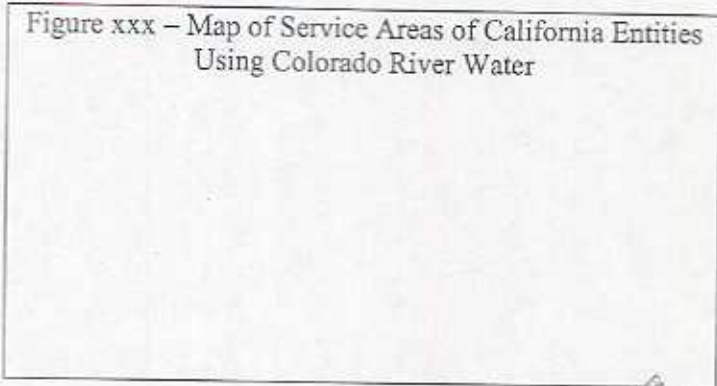 Figure xxx – Map of Service Areas of California Entities
Using Colorado River Water